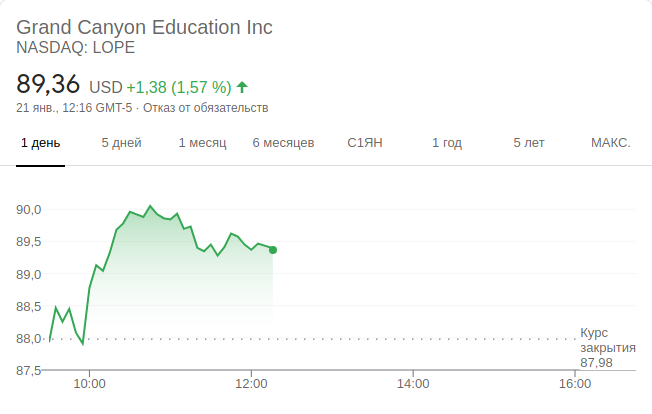 Grand Canyon Education Inc
NASDAQ: LOPE
89,36 USD +1,38 (1,57 %)
21 янв., 12:16 GMT-5 · Отказ от обязательств
1 день 5 дней 1 месяц 6 месяцев С1ЯН 1 год 5 лет МАКС.
90,0
89,5
89,0
88,5
88,0
87,5
Курс
закрытия
87,98
10:00 12:00 14:00 16:00